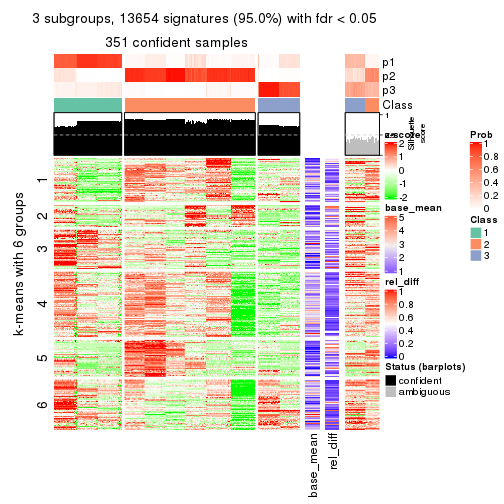 3 subgroups, 13654 signatures (95.0%) with fdr < 0.05
351 confident samples
p1
p2
p3
Class
1
Silhouette
score
z-score
2
1
0
-1
-2
base_mean
5
4
3
2
1
rel_diff
1
0.8
0.6
0.4
0.2
0
Status (barplots)
confident
ambiguous
Prob
1
0.8
0.6
0.4
0.2
0
Class
1
2
3
k-means with 6 groups
1
2
3
4
5
6
base_mean
rel_diff